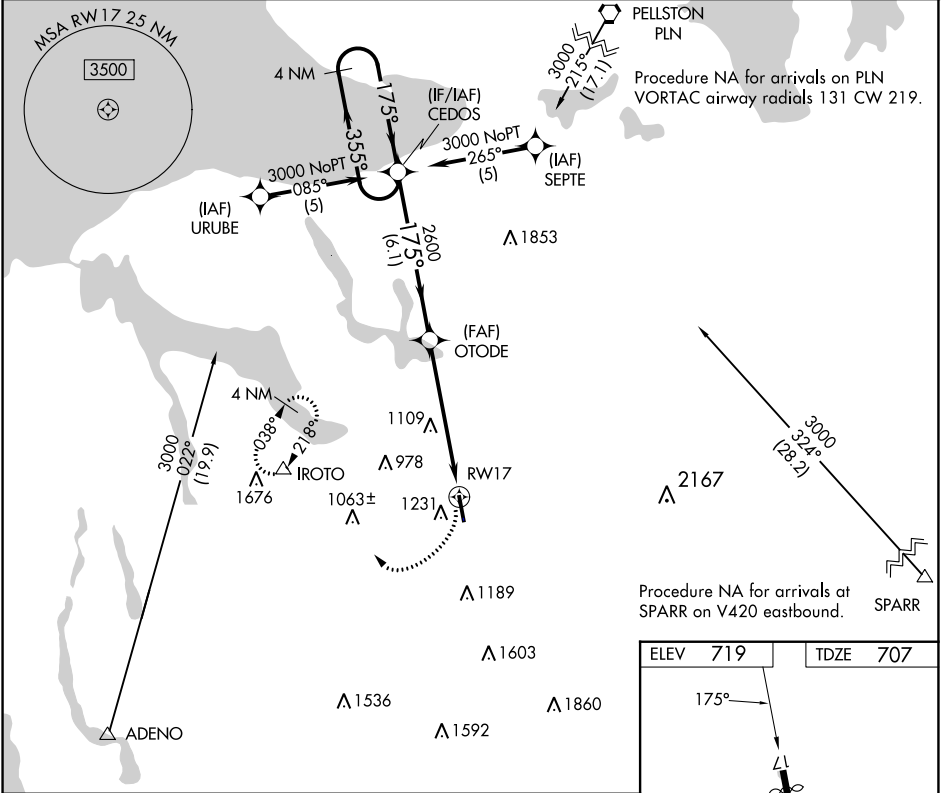 MSA RW17 25 NM
3500
PELLSTON
PLN
3000
215°
(17.1)
Procedure NA for arrivals on PLN
VORTAC airway radials 131 CW 219.
4 NM
175°
355°
(IF/IAF)
CEDOS
3000 NoPT
265°
(5)
(IAF)
SEPTE
3000 NoPT
085°
(5)
(IAF)
URUBE
2600
175°
(6.1)
1853
(FAF)
OTODE
4 NM
038°
218°
IROTO
1676
1109
978
1063±
1231
RW17
2167
3000
022°
(19.9)
3000
324°
(28.2)
SPARR
Procedure NA for arrivals at
SPARR on V420 eastbound.
1189
1603
1536
1860
1592
ADENO
ELEV 719
TDZE 707
175°
17